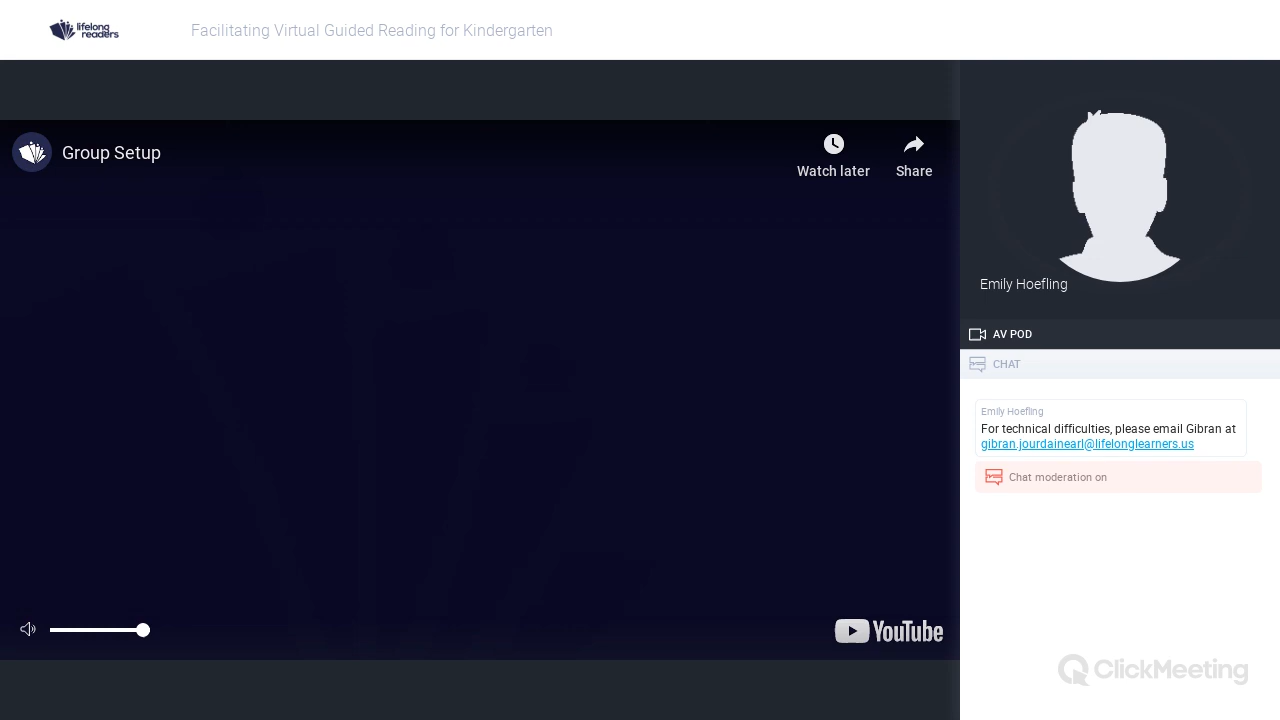 lifelong
readers
Facilitating Virtual Guided Reading for Kindergarten
Group Setup
Watch later
Share
YouTube
Emily Hoefling
AV POD
CHAT
Emily Hoefling
For technical difficulties, please email Gibran at
gibran.jourdainearl@lifelonglearners.us
Chat moderation on
ClickMeeting